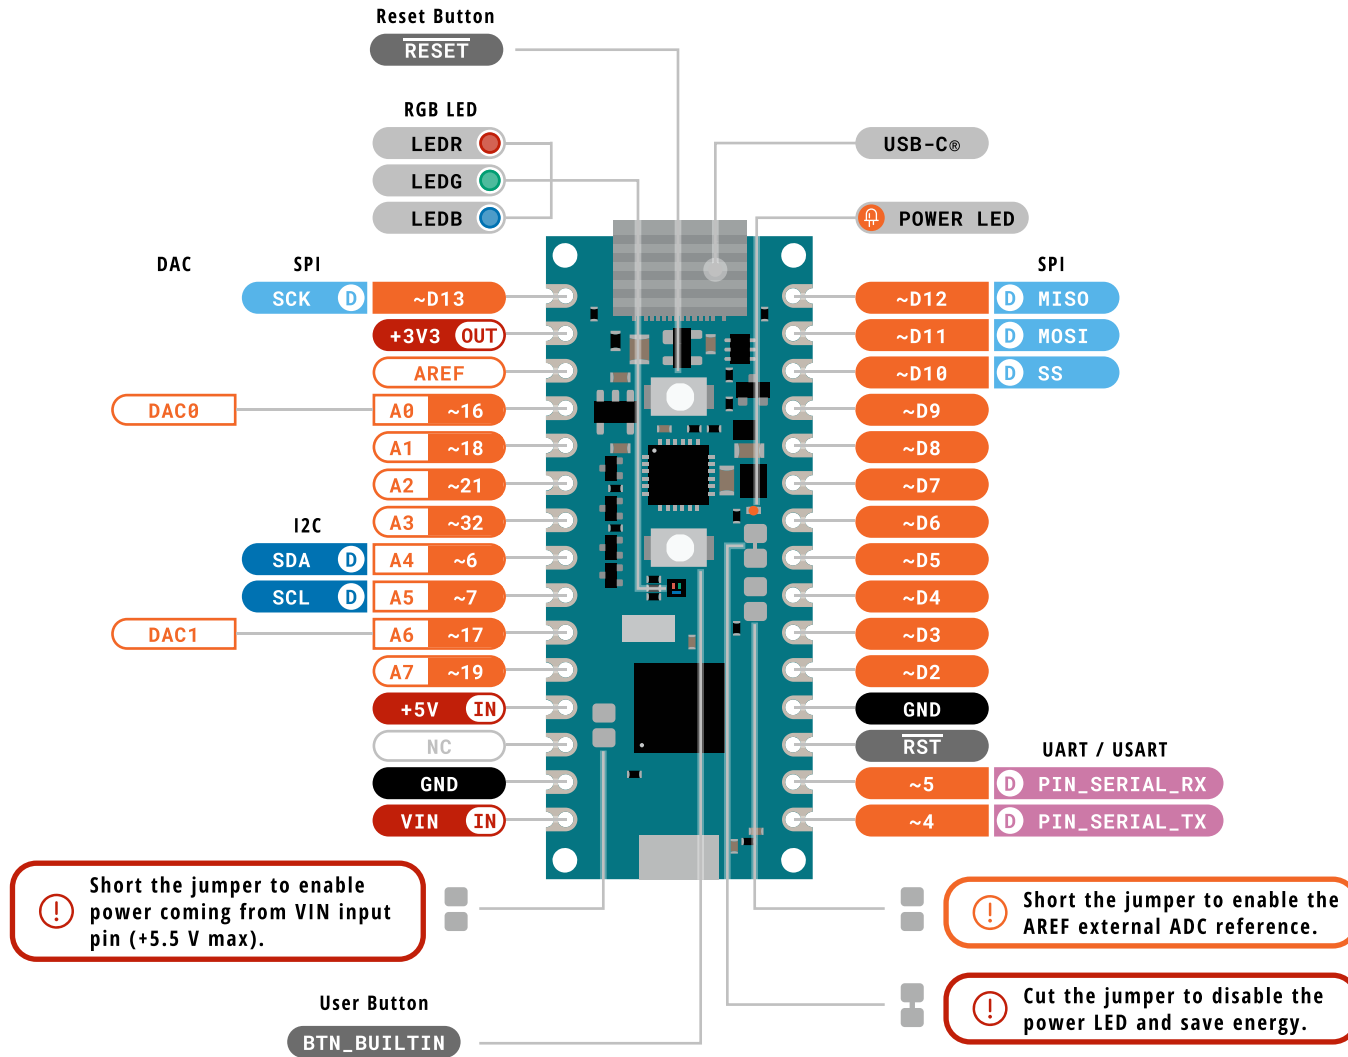 Reset Button
RESET
RGB LED
LEDR
LEDG
LEDB
USB-C®
POWER LED
DAC
SPI
SPI
SCK D ~D13
+3V3 OUT
AREF
DAC0 A0 ~16
A1 ~18
A2 ~21
A3 ~32
I2C
SDA D A4 ~6
SCL D A5 ~7
DAC1 A6 ~17
A7 ~19
+5V IN
NC
GND
VIN IN
~D12 D MISO
~D11 D MOSI
~D10 D SS
~D9
~D8
~D7
~D6
~D5
~D4
~D3
~D2
GND
RST
UART / USART
~5 D PIN_SERIAL_RX
~4 D PIN_SERIAL_TX
Short the jumper to enable
power coming from VIN input
pin (+5.5 V max).
Short the jumper to enable the
AREF external ADC reference.
Cut the jumper to disable the
power LED and save energy.
User Button
BTN_BUILTIN